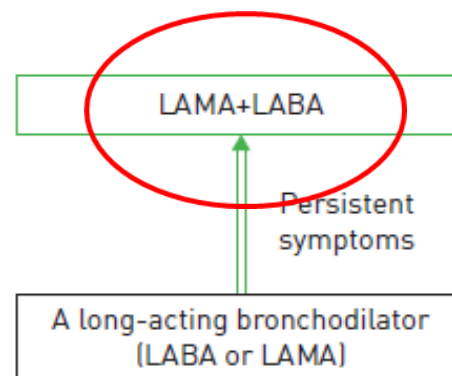 LAMA+LABA
Persistent
symptoms
A long-acting bronchodilator
(LABA or LAMA)